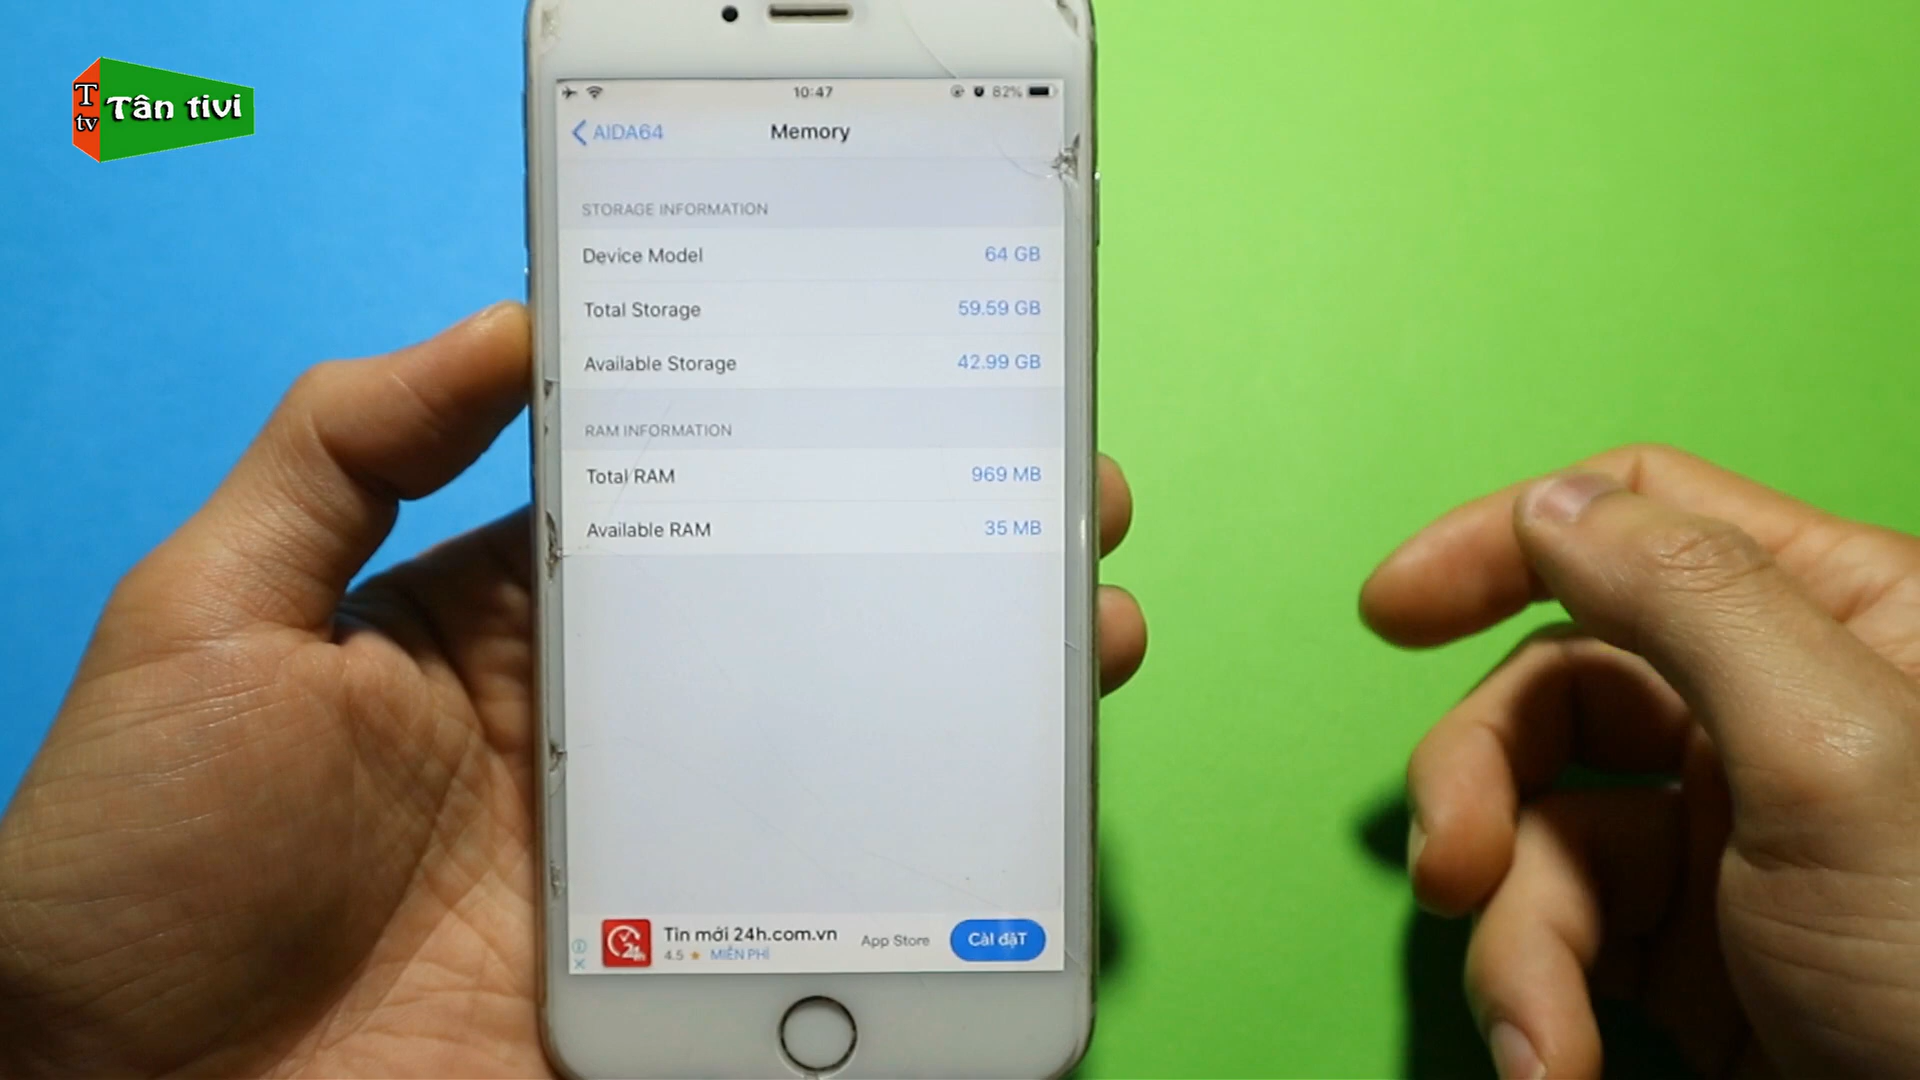 T
tv
Tân tivi
10:47
82%
AIDA64
Memory
STORAGE INFORMATION
Device Model 64 GB
Total Storage 59.59 GB
Available Storage 42.99 GB
RAM INFORMATION
Total RAM 969 MB
Available RAM 35 MB
Tin mới 24h.com.vn
4.5 ★ MIỄN PHÍ
App Store
Cài đặT
24h